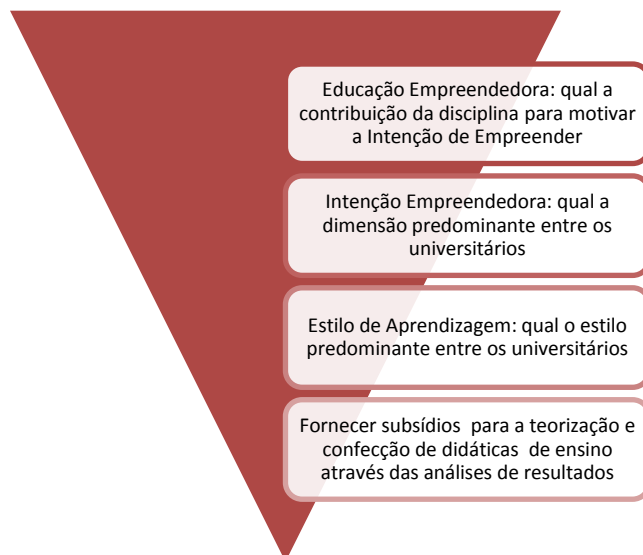 Educação Empreendedora: qual a
contribuição da disciplina para motivar
a Intenção de Empreender
Intenção Empreendedora: qual a
dimensão predominante entre os
universitários
Estilo de Aprendizagem: qual o estilo
predominante entre os universitários
Fornecer subsídios para a teorização e
confecção de didáticas de ensino
através das análises de resultados